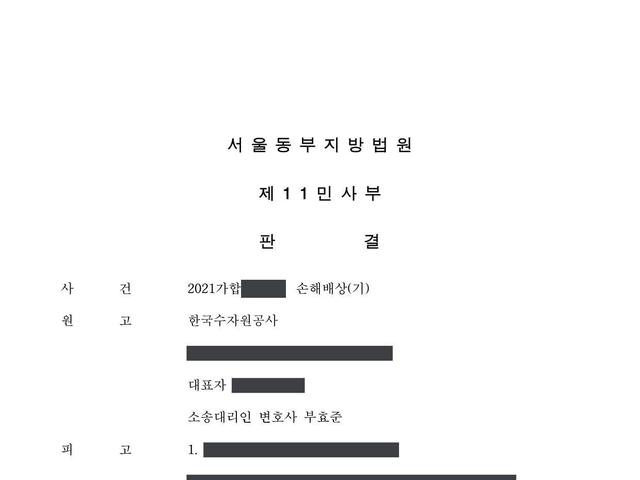 서울동부지방법원
제11민사부
판 결
사 건 2021가합 손해배상(기)
원 고 한국수자원공사
대표자
소송대리인 변호사 부효준
피 고 1.